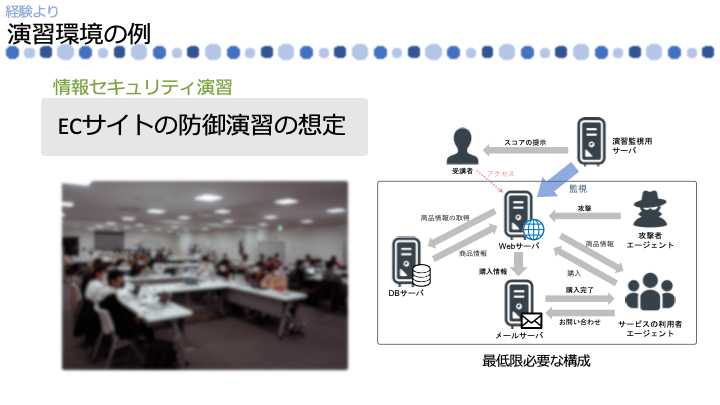 経験より
演習環境の例
情報セキュリティ演習
ECサイトの防御演習の想定
スコアの提示
演習監視用
サーバ
受講者
アクセス
監視
商品情報の取得
攻撃
攻撃者
エージェント
Webサーバ
商品情報
商品情報
DBサーバ
購入情報
購入
購入完了
お問い合わせ
サービスの利用者
エージェント
メールサーバ
最低限必要な構成